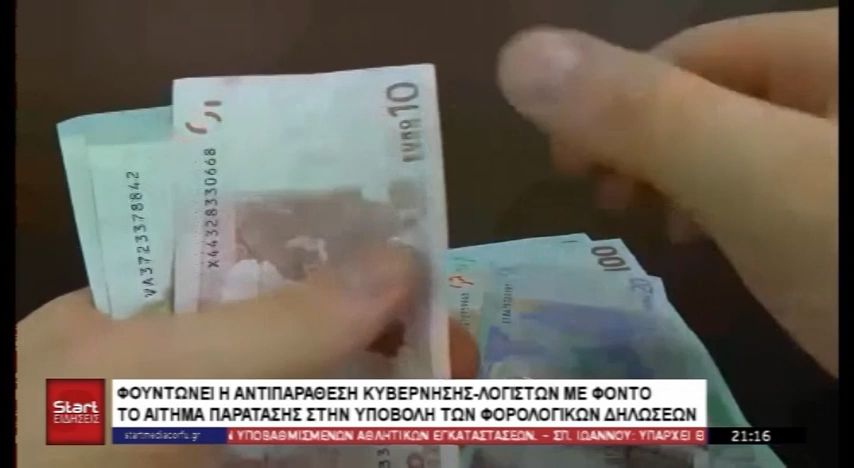 10
EURO
X44328330668
VA3723378842
100
20
ΦΟΥΝΤΩΝΕΙ Η ΑΝΤΙΠΑΡΑΘΕΣΗ ΚΥΒΕΡΝΗΣΗΣ-ΛΟΓΙΣΤΩΝ ΜΕ ΦΟΝΤΟ
ΤΟ ΑΙΤΗΜΑ ΠΑΡΑΤΑΣΗΣ ΣΤΗΝ ΥΠΟΒΟΛΗ ΤΩΝ ΦΟΡΟΛΟΓΙΚΩΝ ΔΗΛΩΣΕΩΝ
Start
ΕΙΔΗΣΕΙΣ
startmediacorfu.gr
Ν ΥΠΟΒΑΘΜΙΣΜΕΝΩΝ ΑΘΛΗΤΙΚΩΝ ΕΓΚΑΤΑΣΤΑΣΕΩΝ. – ΣΠ. ΙΩΑΝΝΟΥ: ΥΠΑΡΧΕΙ Θ
21:16